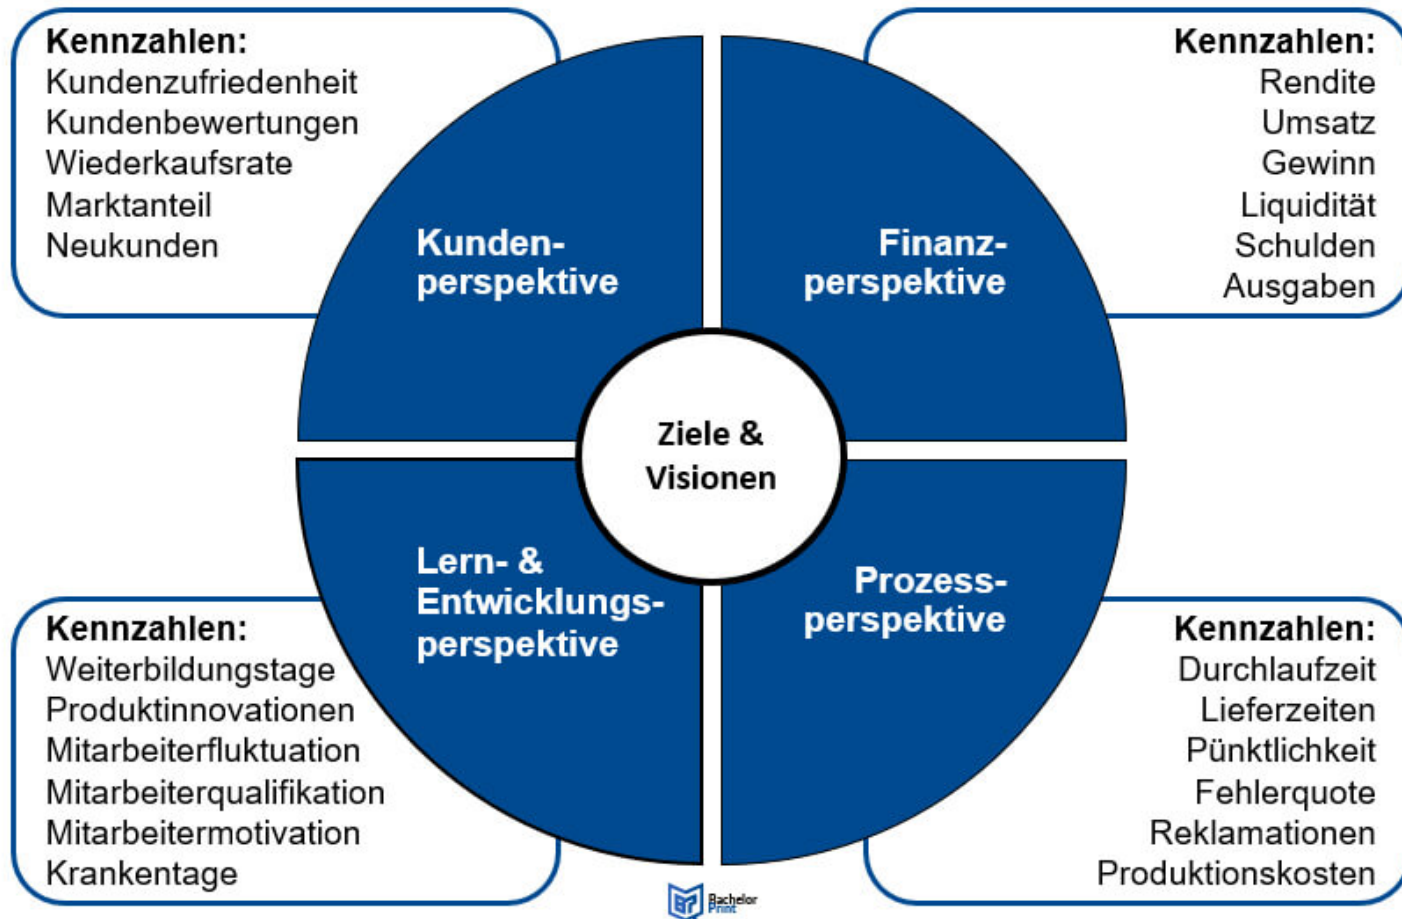 Kennzahlen:
Kundenzufriedenheit
Kundenbewertungen
Wiederkaufsrate
Marktanteil
Neukunden
Kennzahlen:
Rendite
Umsatz
Gewinn
Liquidität
Schulden
Ausgaben
Kunden-
perspektive
Finanz-
perspektive
Ziele &
Visionen
Lern- &
Entwicklungs-
perspektive
Prozess-
perspektive
Kennzahlen:
Weiterbildungstage
Produktinnovationen
Mitarbeiterfluktuation
Mitarbeiterqualifikation
Mitarbeitermotivation
Krankentage
Kennzahlen:
Durchlaufzeit
Lieferzeiten
Pünktlichkeit
Fehlerquote
Reklamationen
Produktionskosten
BP
Bachelor
Print